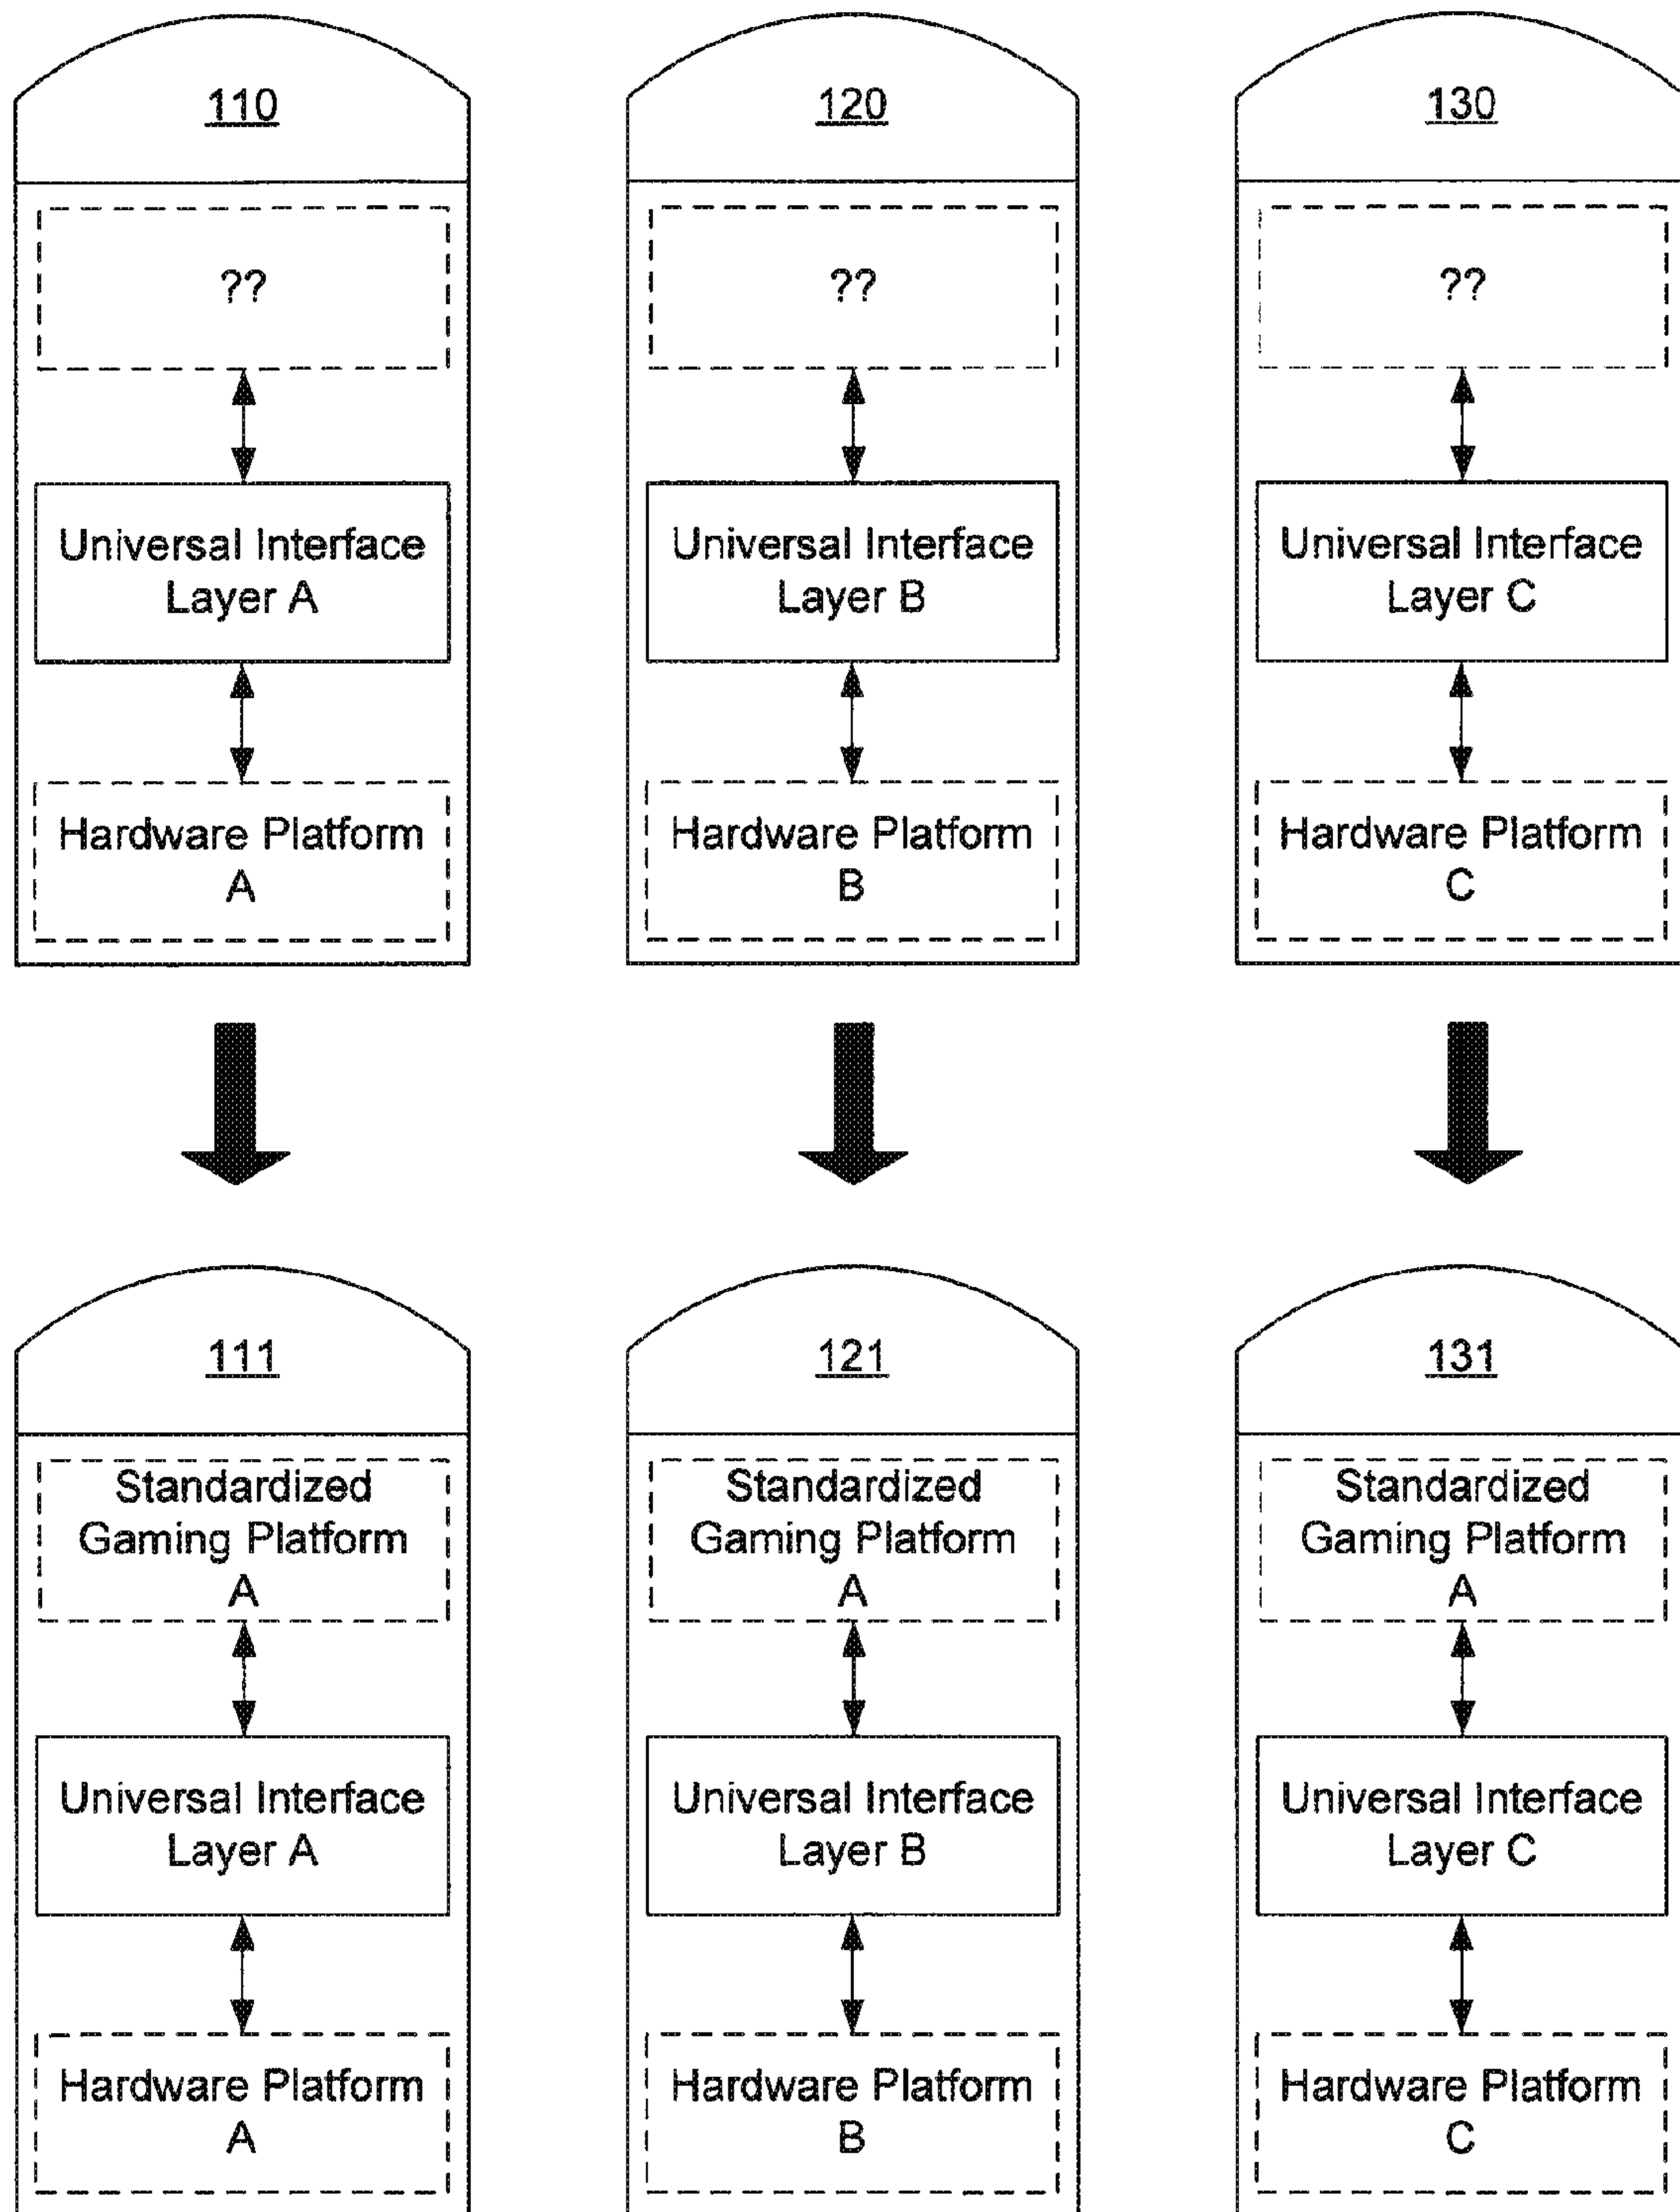 110
120
130
??
??
??
Universal Interface
Layer A
Universal Interface
Layer B
Universal Interface
Layer C
Hardware Platform
A
Hardware Platform
B
Hardware Platform
C
111
121
131
Standardized
Gaming Platform
A
Standardized
Gaming Platform
A
Standardized
Gaming Platform
A
Universal Interface
Layer A
Universal Interface
Layer B
Universal Interface
Layer C
Hardware Platform
A
Hardware Platform
B
Hardware Platform
C